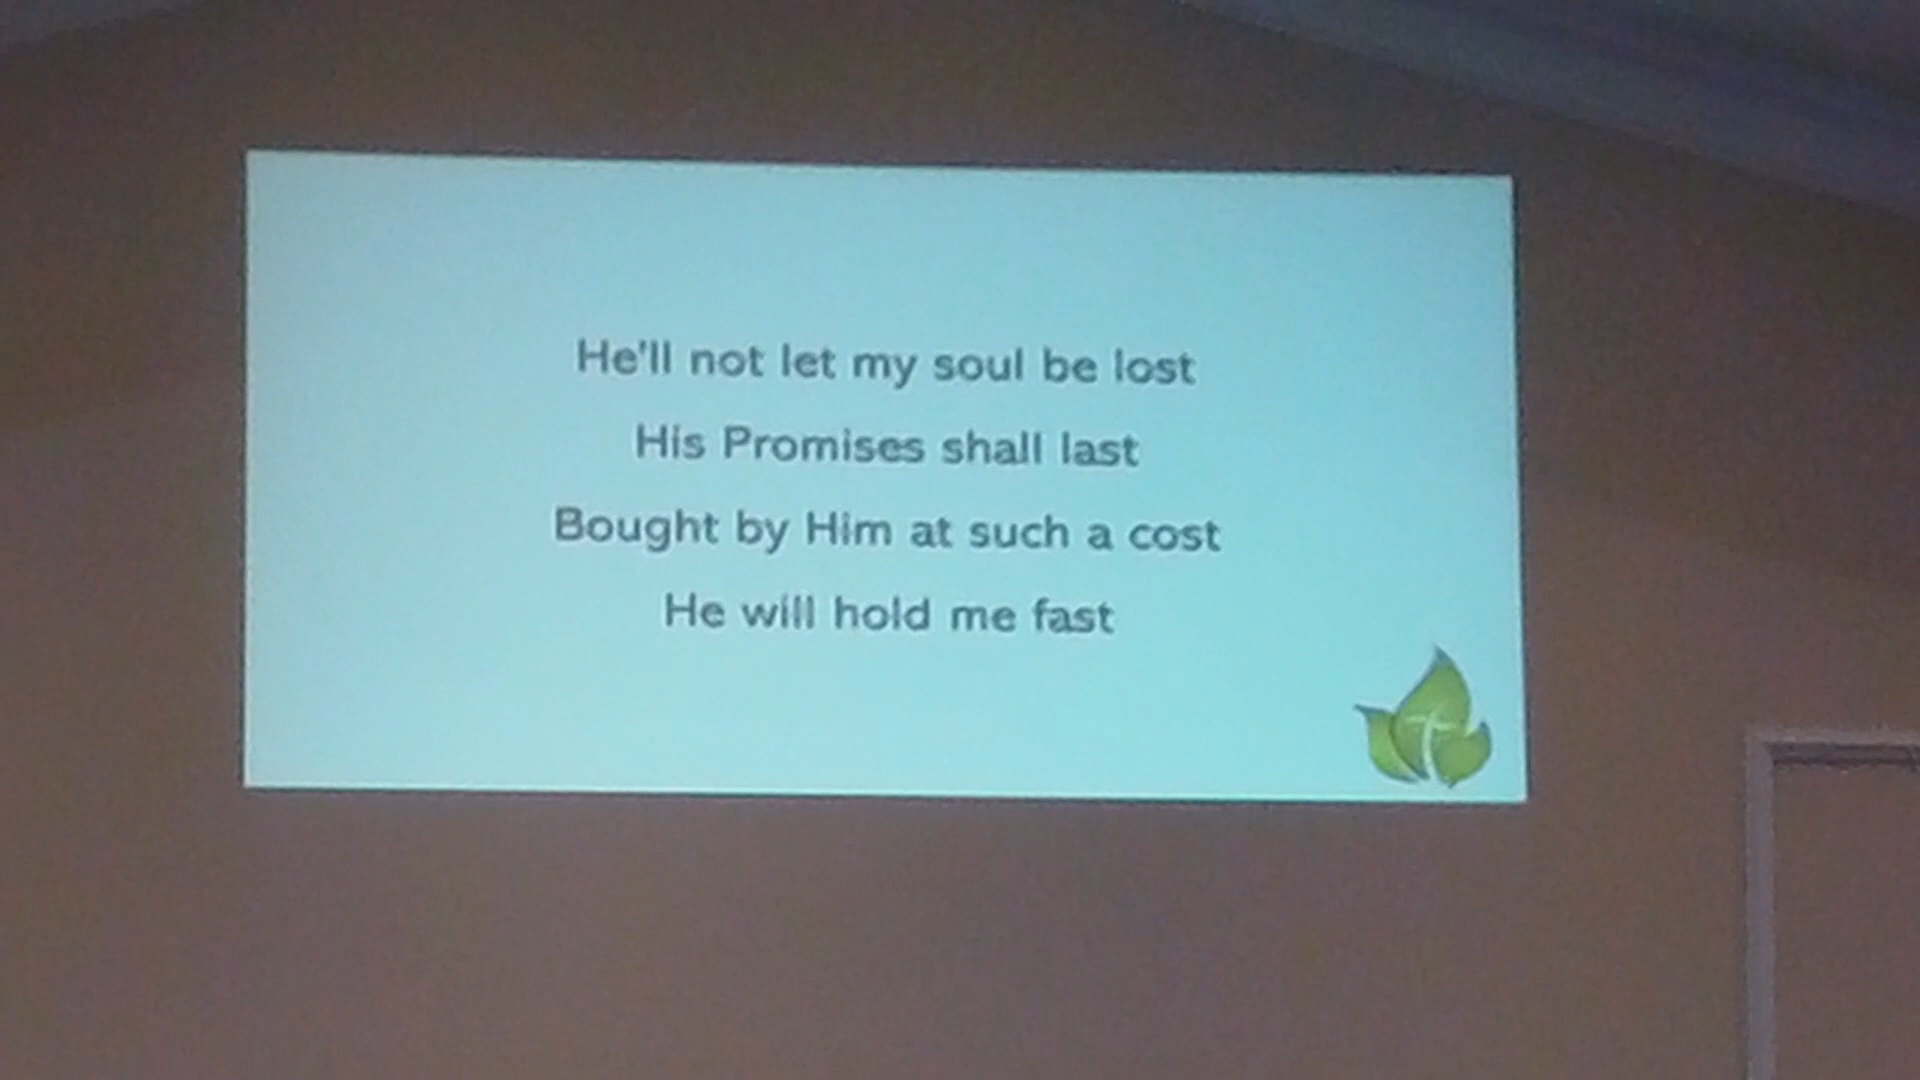 He'll not let my soul be lost
His Promises shall last
Bought by Him at such a cost
He will hold me fast